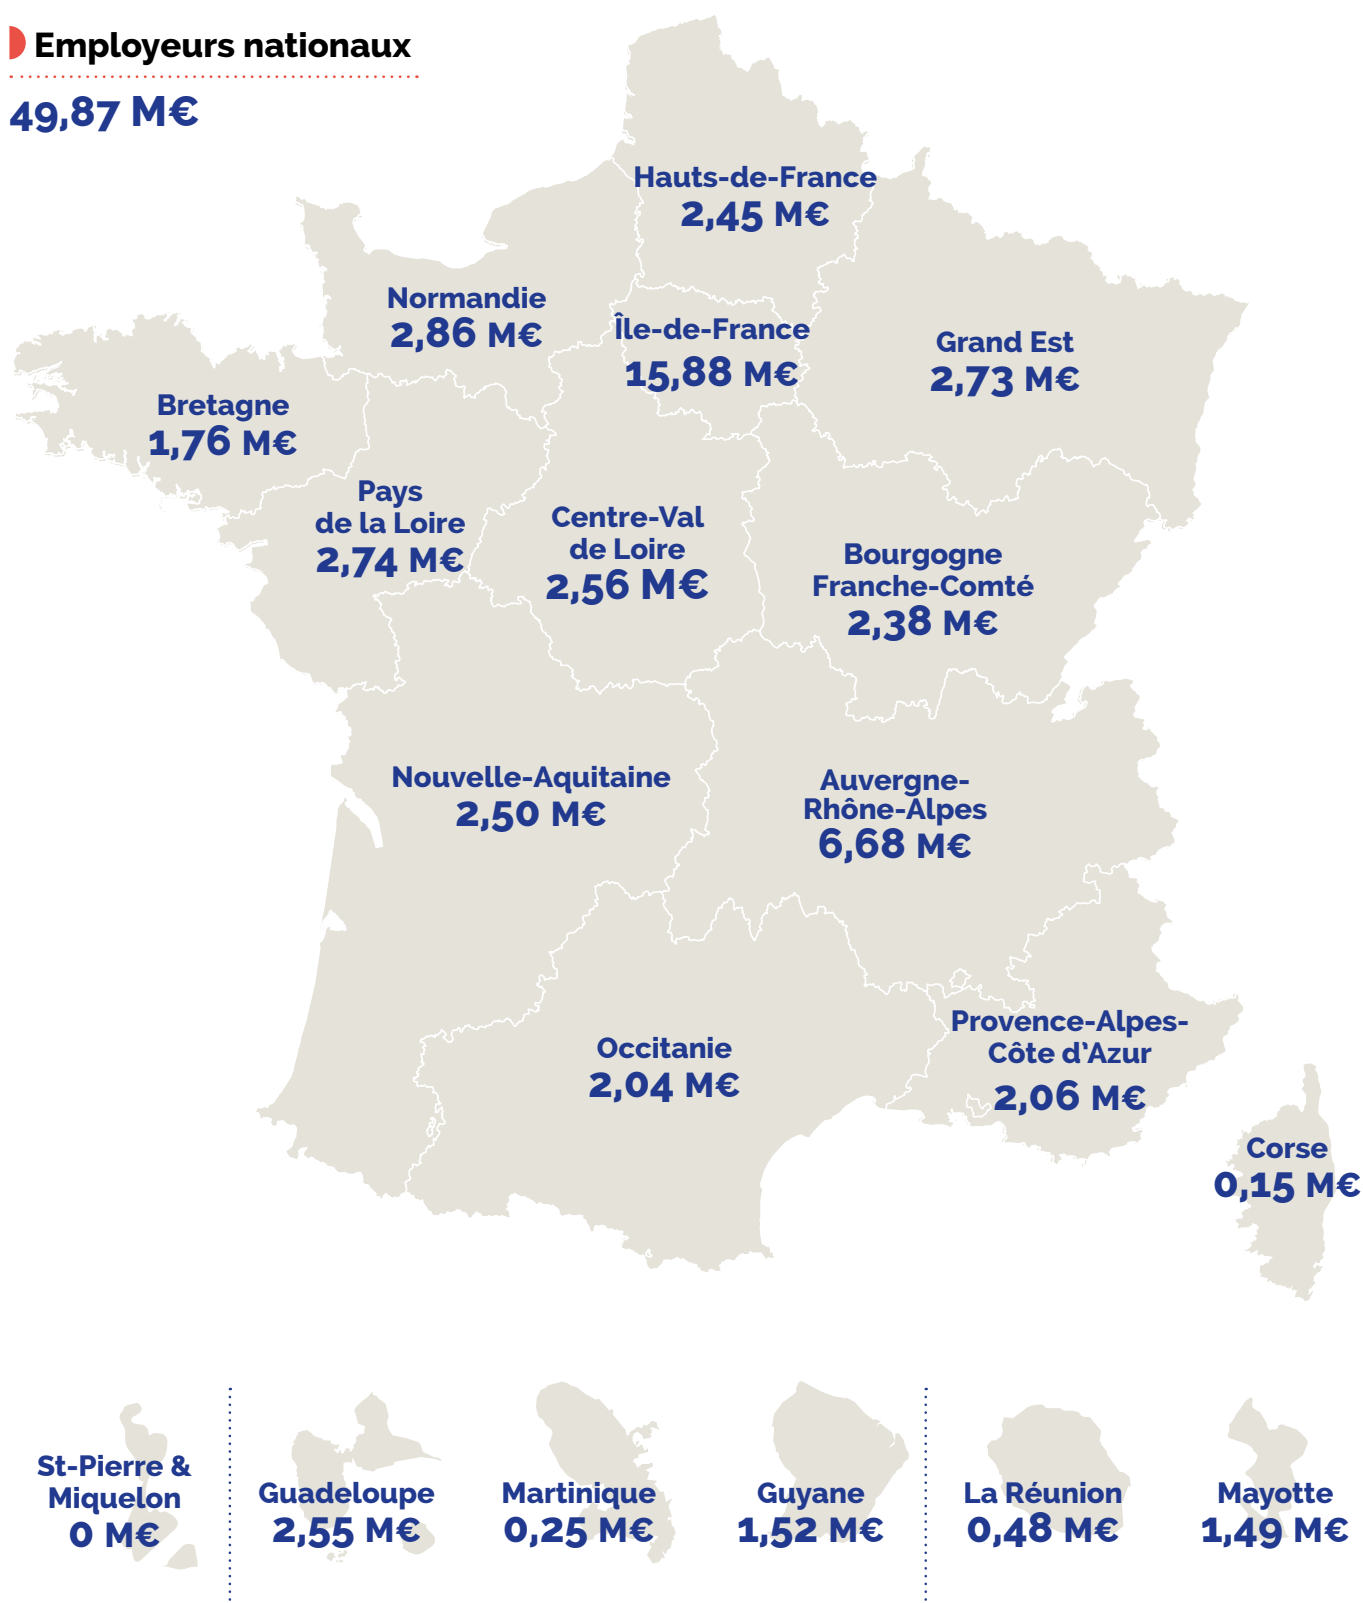 Employeurs nationaux
49,87 M€
Hauts-de-France
2,45 M€
Normandie
2,86 M€
Île-de-France
15,88 M€
Grand Est
2,73 M€
Bretagne
1,76 M€
Pays
de la Loire
2,74 M€
Centre-Val
de Loire
2,56 M€
Bourgogne
Franche-Comté
2,38 M€
Nouvelle-Aquitaine
2,50 M€
Auvergne-
Rhône-Alpes
6,68 M€
Occitanie
2,04 M€
Provence-Alpes-
Côte d’Azur
2,06 M€
Corse
0,15 M€
St-Pierre &
Miquelon
0 M€
Guadeloupe
2,55 M€
Martinique
0,25 M€
Guyane
1,52 M€
La Réunion
0,48 M€
Mayotte
1,49 M€